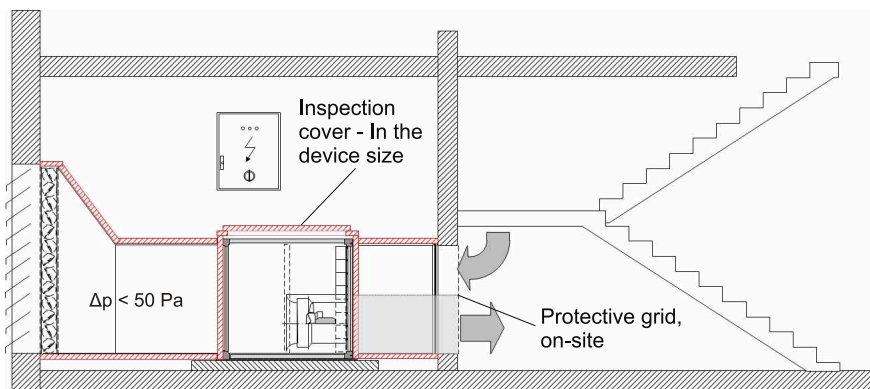 Inspection
cover - In the
device size
Δp < 50 Pa
Protective grid,
on-site